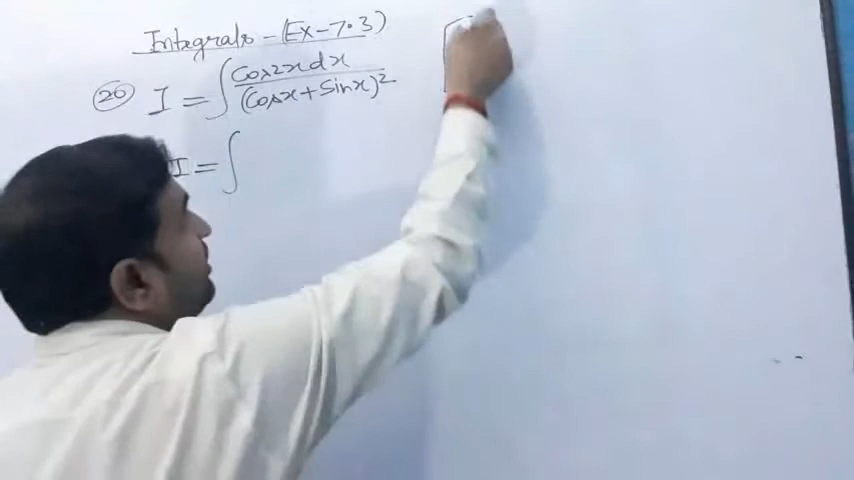 Integrals - (Ex-7.3)
(20) I = ∫ Cos2x dx / (Cosx + Sinx)²
I = ∫